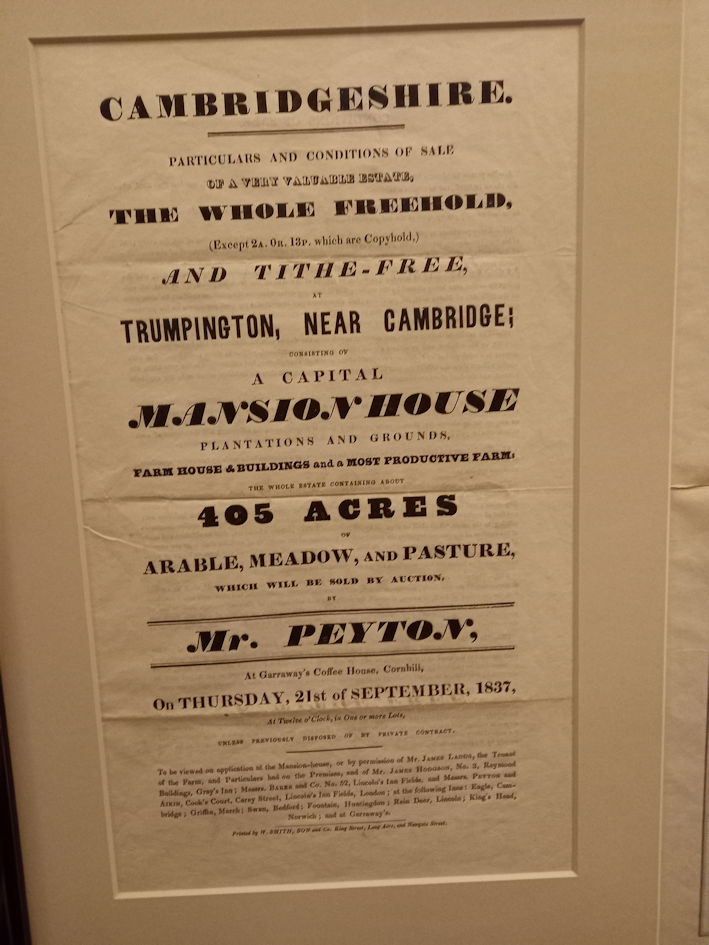 CAMBRIDGESHIRE.
PARTICULARS AND CONDITIONS OF SALE
OF A VERY VALUABLE ESTATE,
THE WHOLE FREEHOLD,
(Except 2A. 0R. 13P. which are Copyhold,)
AND TITHE-FREE,
AT
TRUMPINGTON, NEAR CAMBRIDGE;
CONSISTING OF
A CAPITAL
MANSION HOUSE
PLANTATIONS AND GROUNDS,
FARM HOUSE & BUILDINGS and a MOST PRODUCTIVE FARM:
THE WHOLE ESTATE CONTAINING ABOUT
405 ACRES
OF
ARABLE, MEADOW, AND PASTURE,
WHICH WILL BE SOLD BY AUCTION,
BY
Mr. PEYTON,
At Garraway's Coffee House, Cornhill,
On THURSDAY, 21st of SEPTEMBER, 1837,
At Twelve o'Clock, in One or more Lots,
UNLESS PREVIOUSLY DISPOSED OF BY PRIVATE CONTRACT.
To be viewed on application at the Mansion-house, or by permission of Mr. JAMES the Tenant
of the Farm, and Particulars had on the Premises, and of Mr. JAMES HODGSON, No. 3, Raymond
Buildings, Gray's Inn; Messrs. BAKER and Co. No. 52, Lincoln's Inn Fields, and Messrs. PEYTON and
ATKIN, Cook's Court, Carey Street, Lincoln's Inn Fields, London; at the following Inns: Eagle, Cam-
bridge; Griffin, March; Swan, Bedford; Fountain, Huntingdon; Rein Deer, Lincoln; King's Head,
Norwich; and at Garraway's.
Printed by W. SMITH, SON and Co. King Street, Long Acre, and Newgate Street.